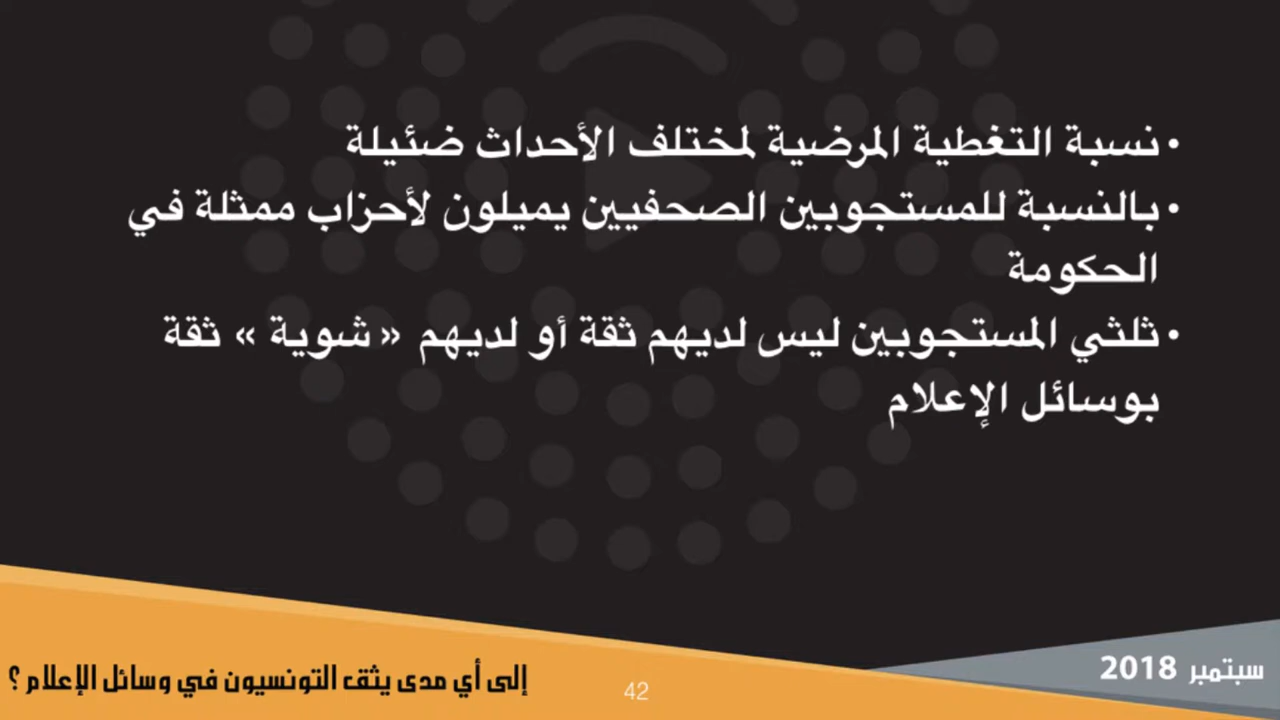 • نسبة التغطية المرضية لمختلف الأحداث ضئيلة
• بالنسبة للمستجوبين الصحفيين يميلون لأحزاب ممثلة في
الحكومة
• ثلثي المستجوبين ليس لديهم ثقة أو لديهم « شوية » ثقة
بوسائل الإعلام
سبتمبر 2018
42
إلى أي مدى يثق التونسيون في وسائل الإعلام ؟